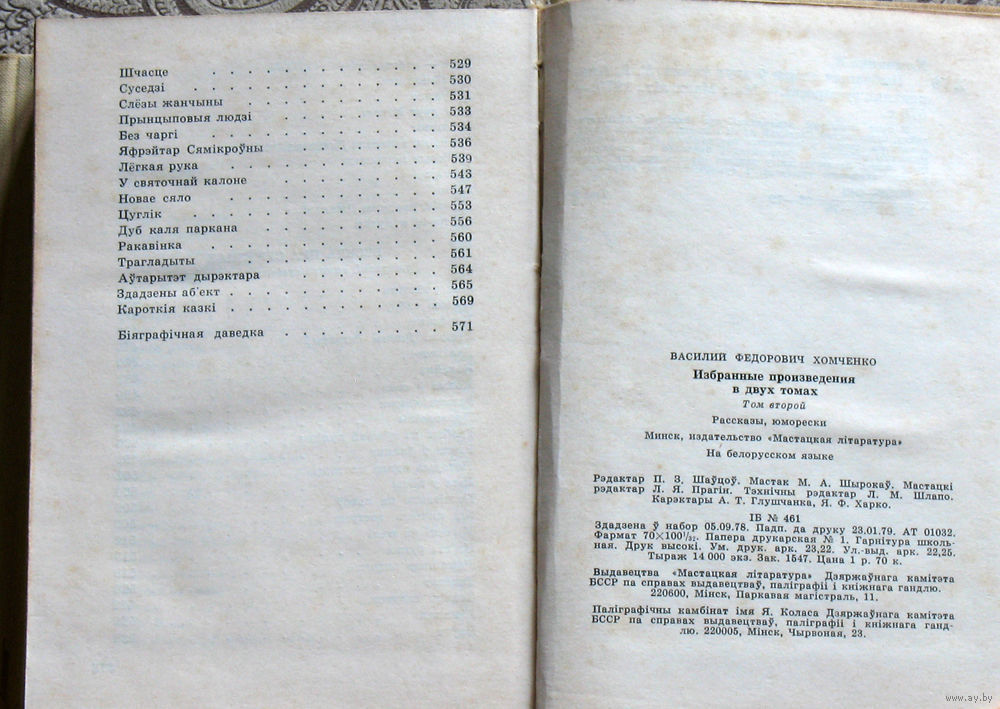 Шчасце . . . . . . . . . . . . . 529
Суседзі . . . . . . . . . . . . . 530
Слёзы жанчыны . . . . . . . . . . . 531
Прынцыповыя людзі . . . . . . . . . . 533
Без чаргі . . . . . . . . . . . . . 534
Яфрэйтар Сямікроўны . . . . . . . . . 536
Лёгкая рука . . . . . . . . . . . . 539
У святочнай калоне . . . . . . . . . 543
Новае сяло . . . . . . . . . . . 547
Цуглік . . . . . . . . . . . . . 553
Дуб каля паркана . . . . . . . . . . 556
Ракавінка . . . . . . . . . . . . 560
Трагладыты . . . . . . . . . . . . 561
Аўтарытэт дырэктара . . . . . . . . . 564
Здадзены аб'ект . . . . . . . . . . . 565
Кароткія казкі . . . . . . . . . . . 569
Біяграфічная даведка . . . . . . . . . 571
ВАСИЛИЙ ФЕДОРОВИЧ ХОМЧЕНКО
Избранные произведения
в двух томах
Том второй
Рассказы, юморески
Минск, издательство «Мастацкая літаратура»
На белорусском языке
Рэдактар П. З. Шаўцоў. Мастак М. А. Шырокаў. Мастацкі
рэдактар Л. Я. Прагін. Тэхнічны рэдактар Л. М. Шлапо.
Карэктары А. Т. Глушчанка, Я. Ф. Харко.
ІБ № 461
Здадзена ў набор 05.09.78. Падп. да друку 23.01.79. АТ 01032.
Фармат 70×100¹/₃₂. Папера друкарская № 1. Гарнітура школь-
ная. Друк высокі. Ум. друк. арк. 23,22. Ул.-выд. арк. 22,25.
Тыраж 14 000 экз. Зак. 1547. Цана 1 р. 70 к.
Выдавецтва «Мастацкая літаратура» Дзяржаўнага камітэта
БССР па справах выдавецтваў, паліграфіі і кніжнага гандлю.
220600, Мінск, Паркавая магістраль, 11.
Паліграфічны камбінат імя Я. Коласа Дзяржаўнага камітэта
БССР па справах выдавецтваў, паліграфіі і кніжнага ганд-
лю. 220005, Мінск, Чырвоная, 23.
www.ay.by